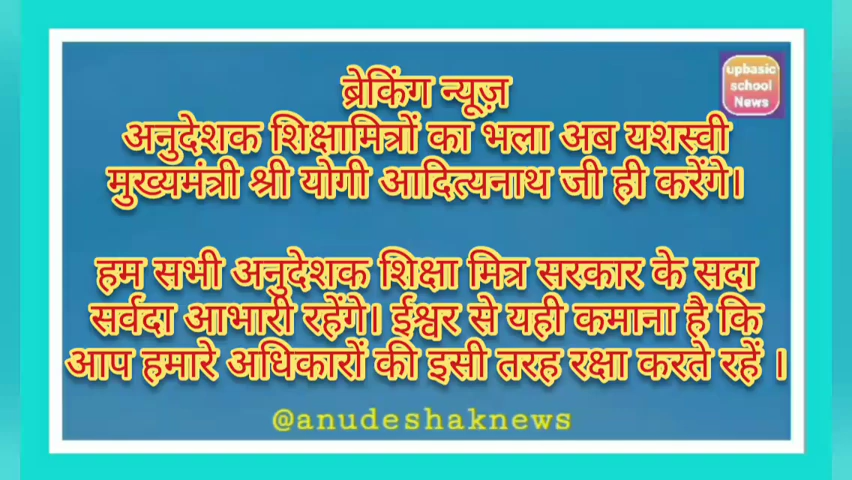 upbasic
school
News
ब्रेकिंग न्यूज़
अनुदेशक शिक्षामित्रों का भला अब यशस्वी
मुख्यमंत्री श्री योगी आदित्यनाथ जी ही करेंगे।
हम सभी अनुदेशक शिक्षा मित्र सरकार के सदा
सर्वदा आभारी रहेंगे। ईश्वर से यही कमाना है कि
आप हमारे अधिकारों की इसी तरह रक्षा करते रहें ।
@anudeshaknews